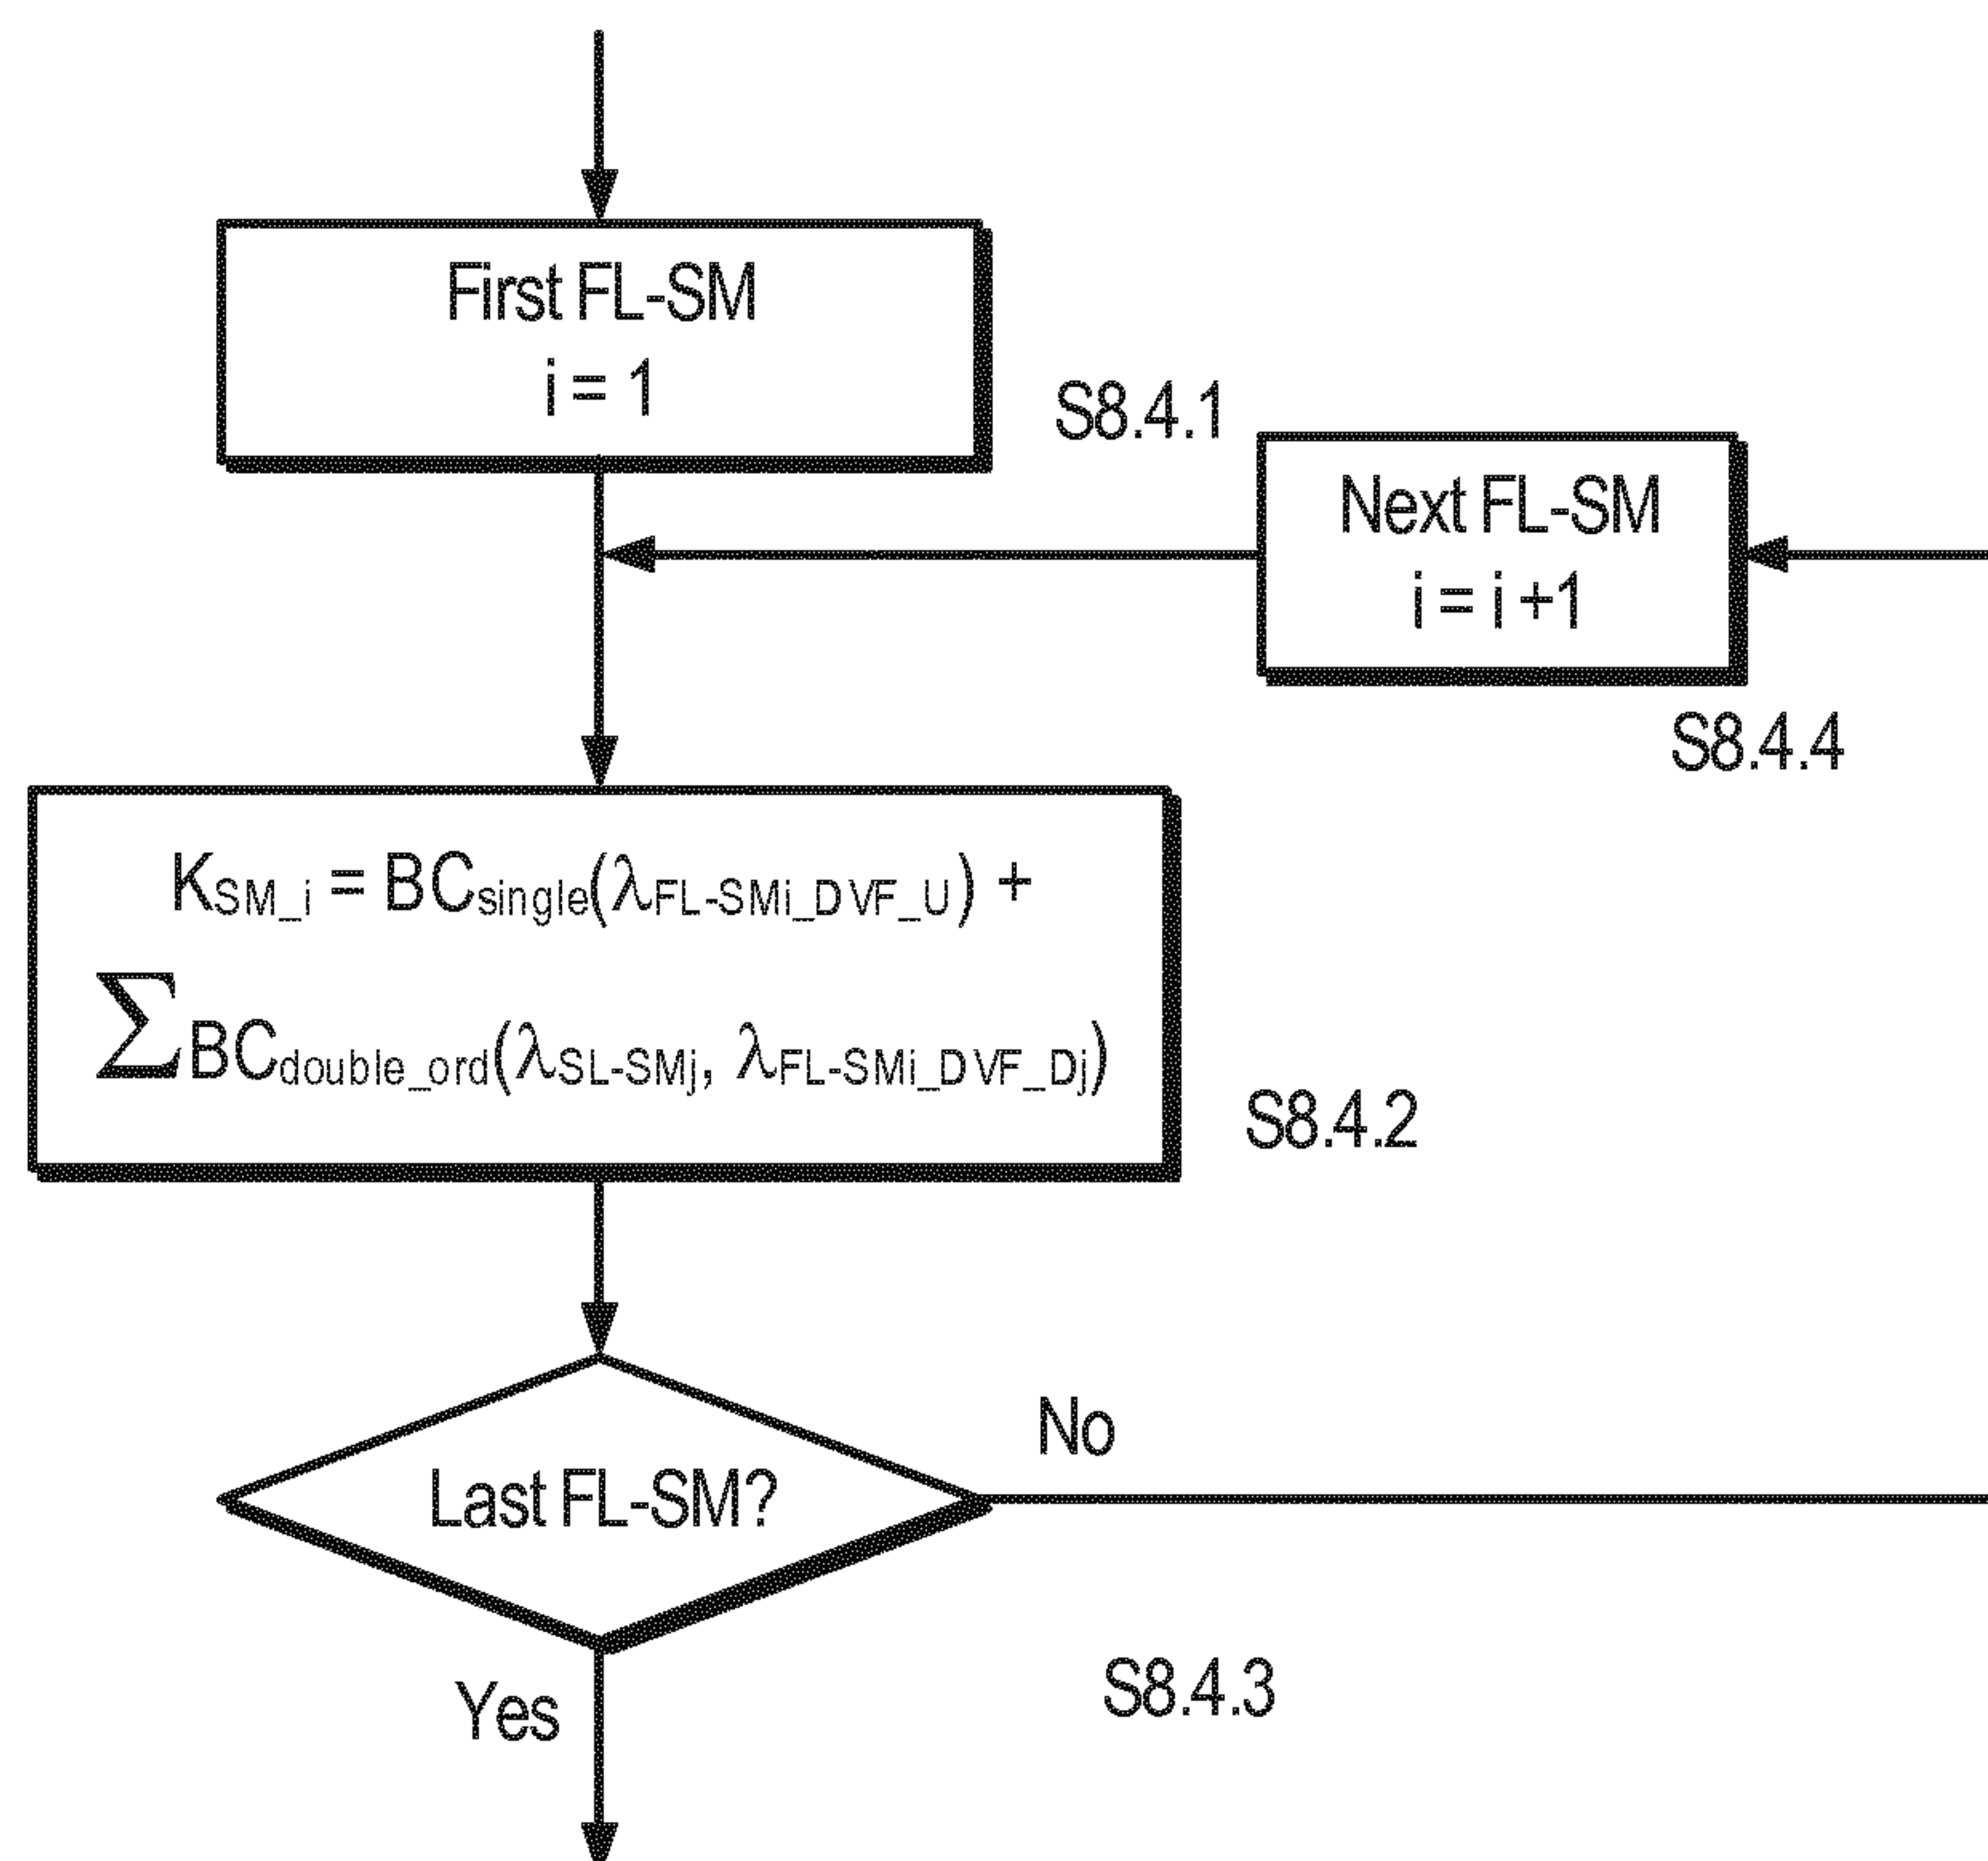 First FL-SM
i = 1
S8.4.1
Next FL-SM
i = i +1
S8.4.4
K_SM_i = BC_single(λ_FL-SMi_DVF_U) +
∑BC_double_ord(λ_SL-SMj, λ_FL-SMi_DVF_Dj)
S8.4.2
Last FL-SM?
No
S8.4.3
Yes